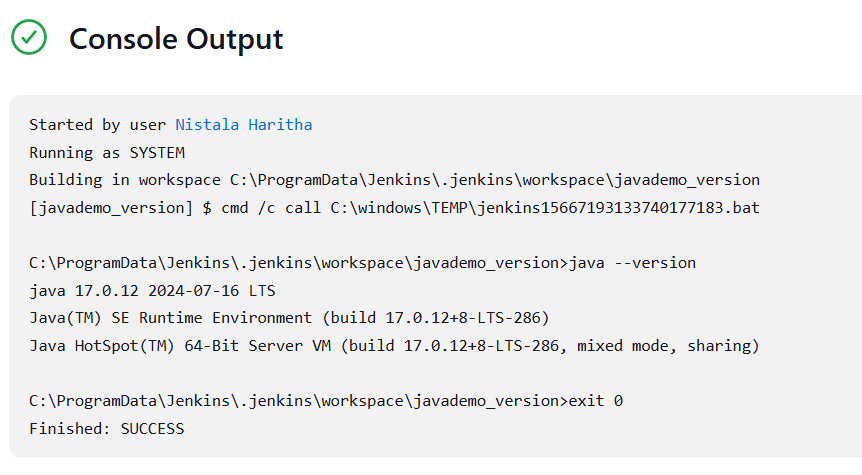 Console Output
Started by user Nistala Haritha
Running as SYSTEM
Building in workspace C:\ProgramData\Jenkins\.jenkins\workspace\javademo_version
[javademo_version] $ cmd /c call C:\windows\TEMP\jenkins15667193133740177183.bat
C:\ProgramData\Jenkins\.jenkins\workspace\javademo_version>java --version
java 17.0.12 2024-07-16 LTS
Java(TM) SE Runtime Environment (build 17.0.12+8-LTS-286)
Java HotSpot(TM) 64-Bit Server VM (build 17.0.12+8-LTS-286, mixed mode, sharing)
C:\ProgramData\Jenkins\.jenkins\workspace\javademo_version>exit 0
Finished: SUCCESS